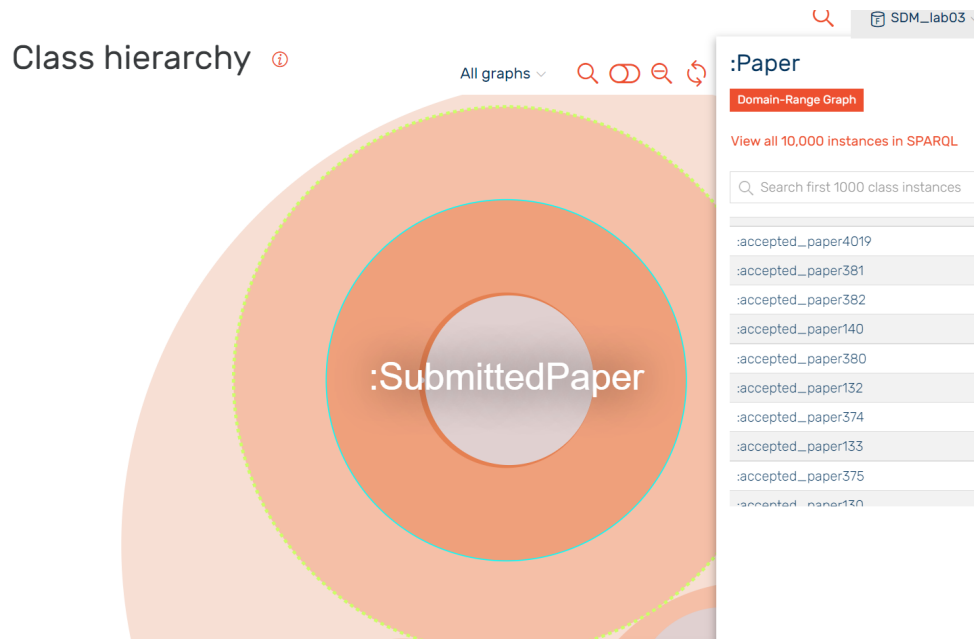 SDM_lab03
Class hierarchy
All graphs
:Paper
Domain-Range Graph
View all 10,000 instances in SPARQL
Search first 1000 class instances
:accepted_paper4019
:accepted_paper381
:accepted_paper382
:accepted_paper140
:accepted_paper380
:accepted_paper132
:accepted_paper374
:accepted_paper133
:accepted_paper375
:accepted_paper130
:SubmittedPaper